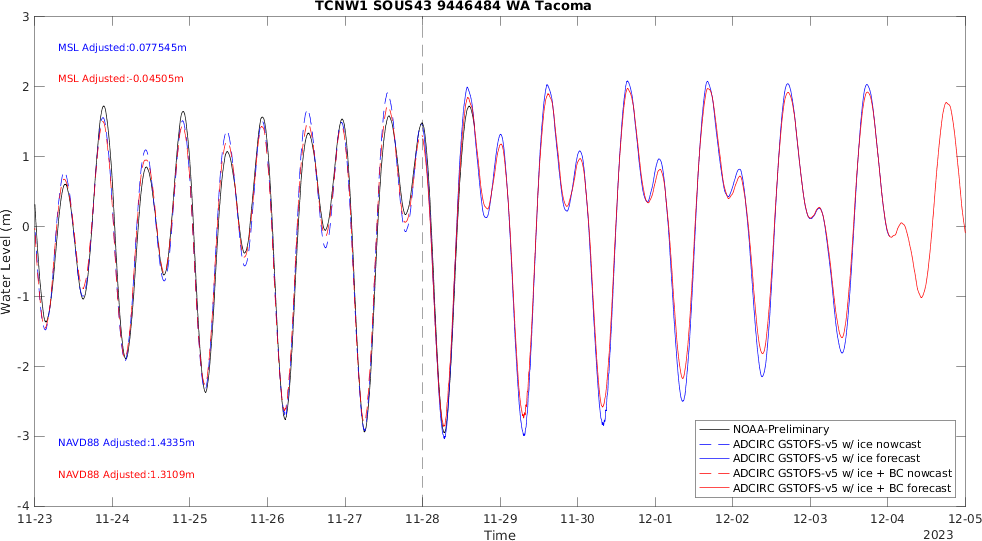 TCNW1 SOUS43 9446484 WA Tacoma
3
MSL Adjusted:0.077545m
MSL Adjusted:-0.04505m
2
1
0
-1
-2
-3
-4
Water Level (m)
NAVD88 Adjusted:1.4335m
NAVD88 Adjusted:1.3109m
NOAA-Preliminary
ADCIRC GSTOFS-v5 w/ ice nowcast
ADCIRC GSTOFS-v5 w/ ice forecast
ADCIRC GSTOFS-v5 w/ ice + BC nowcast
ADCIRC GSTOFS-v5 w/ ice + BC forecast
11-23 11-24 11-25 11-26 11-27 11-28 11-29 11-30 12-01 12-02 12-03 12-04 12-05
Time
2023